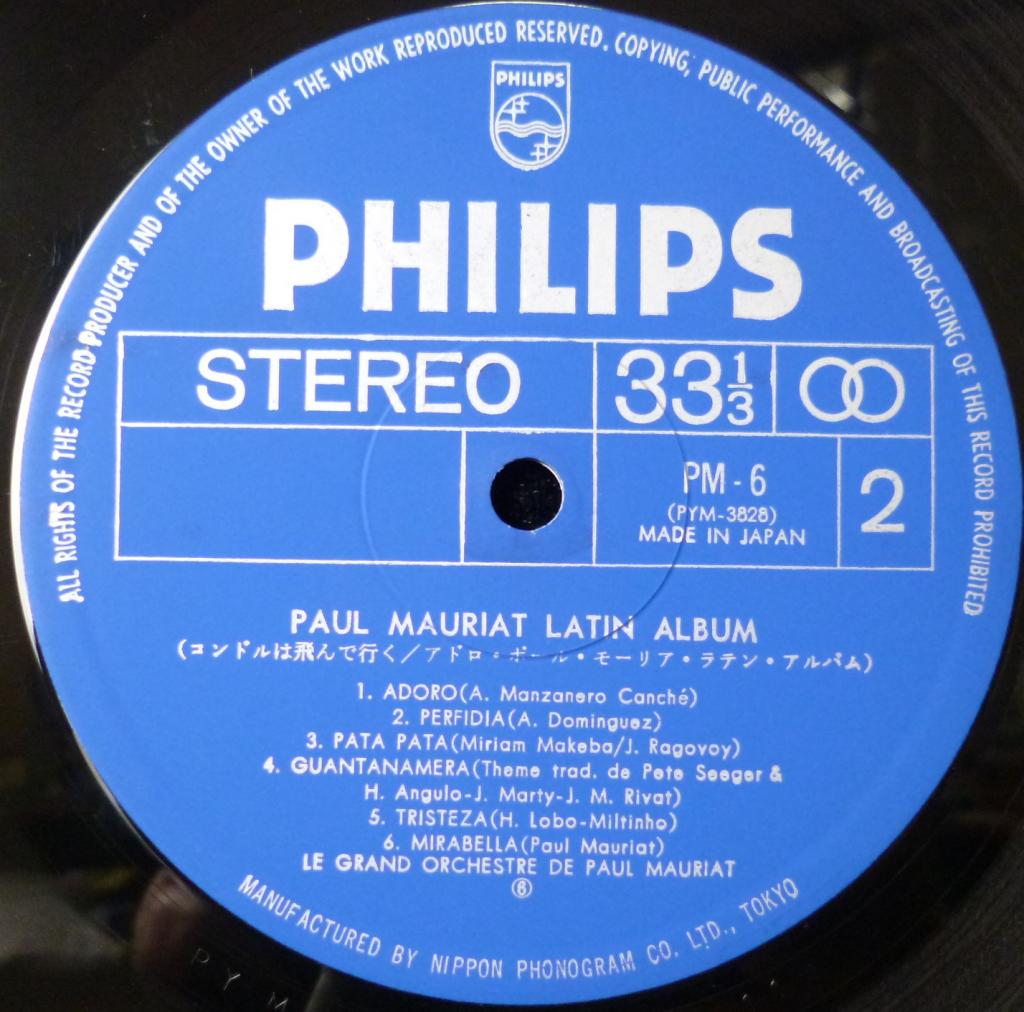 ALL RIGHTS OF THE RECORD PRODUCER AND OF THE OWNER OF THE WORK REPRODUCED RESERVED. COPYING, PUBLIC PERFORMANCE AND BROADCASTING OF THIS RECORD PROHIBITED
PHILIPS
PHILIPS
STEREO
33 1/3
PM-6
(PYM-3828)
MADE IN JAPAN
2
PAUL MAURIAT LATIN ALBUM
(コンドルは飛んで行く/アドロ・ポール・モーリア・ラテン・アルバム)
1. ADORO(A. Manzanero Canché)
2. PERFIDIA(A. Dominguez)
3. PATA PATA(Miriam Makeba/J. Ragovoy)
4. GUANTANAMERA(Theme trad. de Pete Seeger &
H. Angulo-J. Marty-J. M. Rivat)
5. TRISTEZA(H. Lobo-Miltinho)
6. MIRABELLA(Paul Mauriat)
LE GRAND ORCHESTRE DE PAUL MAURIAT
⑥
MANUFACTURED BY NIPPON PHONOGRAM CO. LTD., TOKYO
P Y M